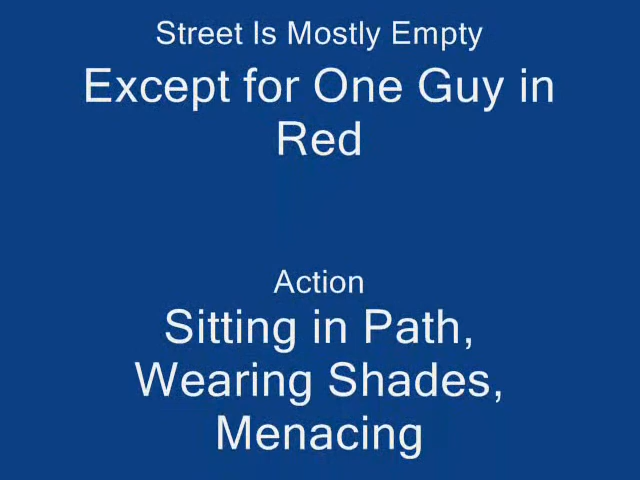 Street Is Mostly Empty
Except for One Guy in
Red
Action
Sitting in Path,
Wearing Shades,
Menacing